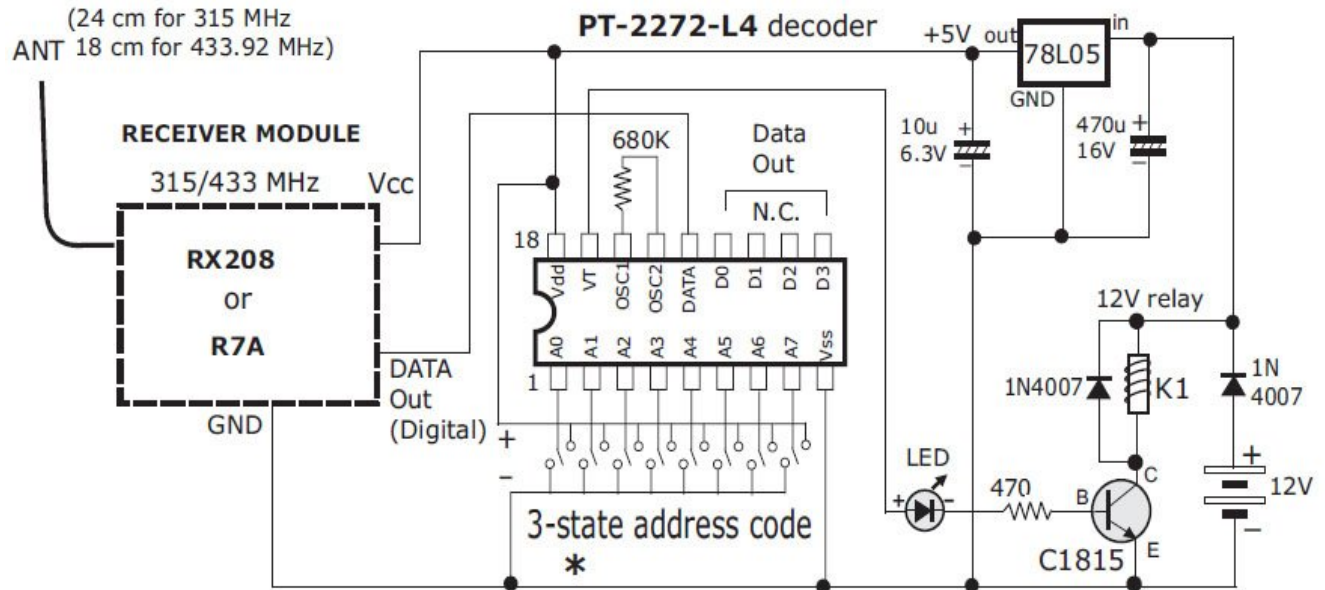 (24 cm for 315 MHz
ANT 18 cm for 433.92 MHz)
PT-2272-L4 decoder
+5V out
in
78L05
GND
RECEIVER MODULE
315/433 MHz
Vcc
RX208
or
R7A
DATA
Out
(Digital)
GND
680K
Data
Out
N.C.
10u
6.3V
+
−
470u
16V
+
−
18
Vdd
VT
OSC1
OSC2
DATA
D0
D1
D2
D3
A0
A1
A2
A3
A4
A5
A6
A7
Vss
1
+
−
3-state address code
*
12V relay
1N4007
K1
1N
4007
LED
+
-
470
B
C
E
C1815
+
12V
−